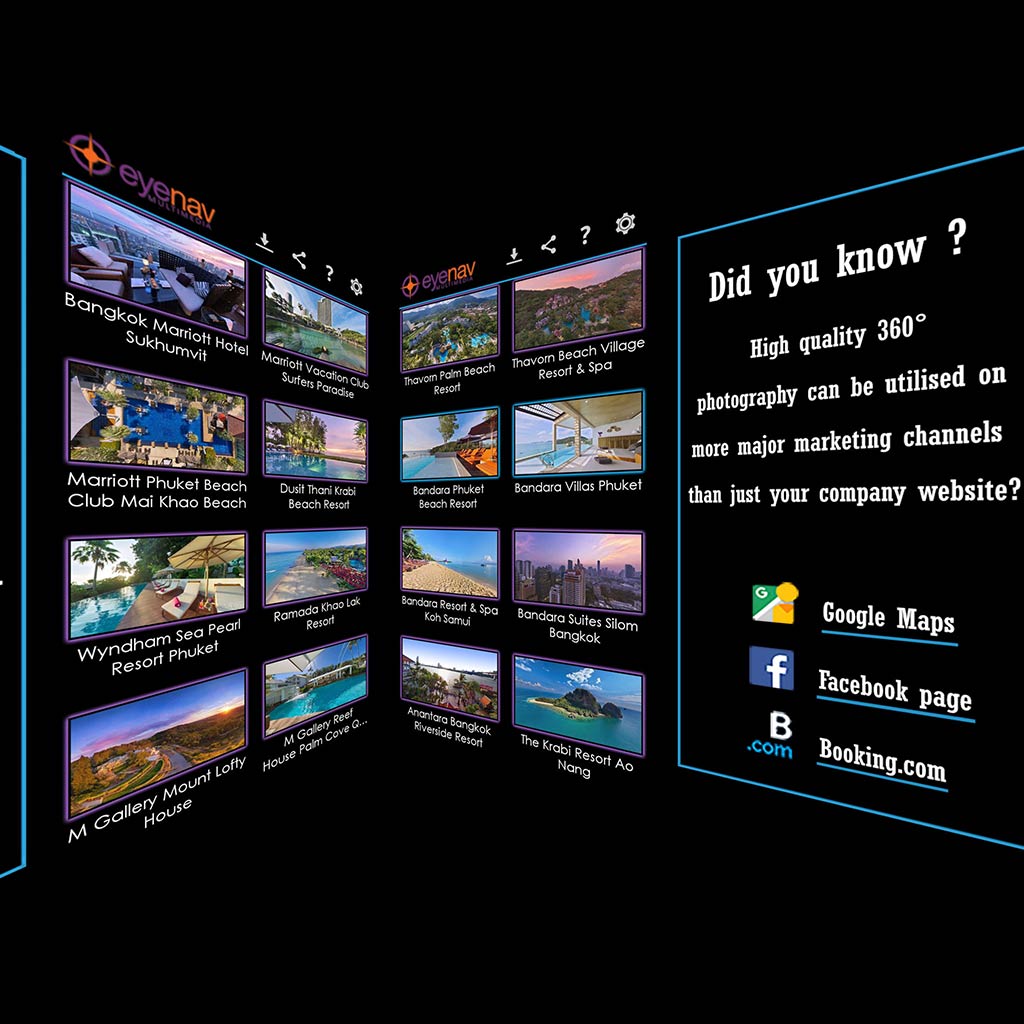 eyenav
MULTIMEDIA
?
Bangkok Marriott Hotel
Sukhumvit
Marriott Vacation Club
Surfers Paradise
Marriott Phuket Beach
Club Mai Khao Beach
Dusit Thani Krabi
Beach Resort
Wyndham Sea Pearl
Resort Phuket
Ramada Khao Lak
Resort
M Gallery Mount Lofty
House
M Gallery Reef
House Palm Cove Q...
eyenav
MULTIMEDIA
?
Thavorn Palm Beach
Resort
Thavorn Beach Village
Resort & Spa
Bandara Phuket
Beach Resort
Bandara Villas Phuket
Bandara Resort & Spa
Koh Samui
Bandara Suites Silom
Bangkok
Anantara Bangkok
Riverside Resort
The Krabi Resort Ao
Nang
Did you know ?
High quality 360°
photography can be utilised on
more major marketing channels
than just your company website?
G
Google Maps
f
Facebook page
B
.com
Booking.com